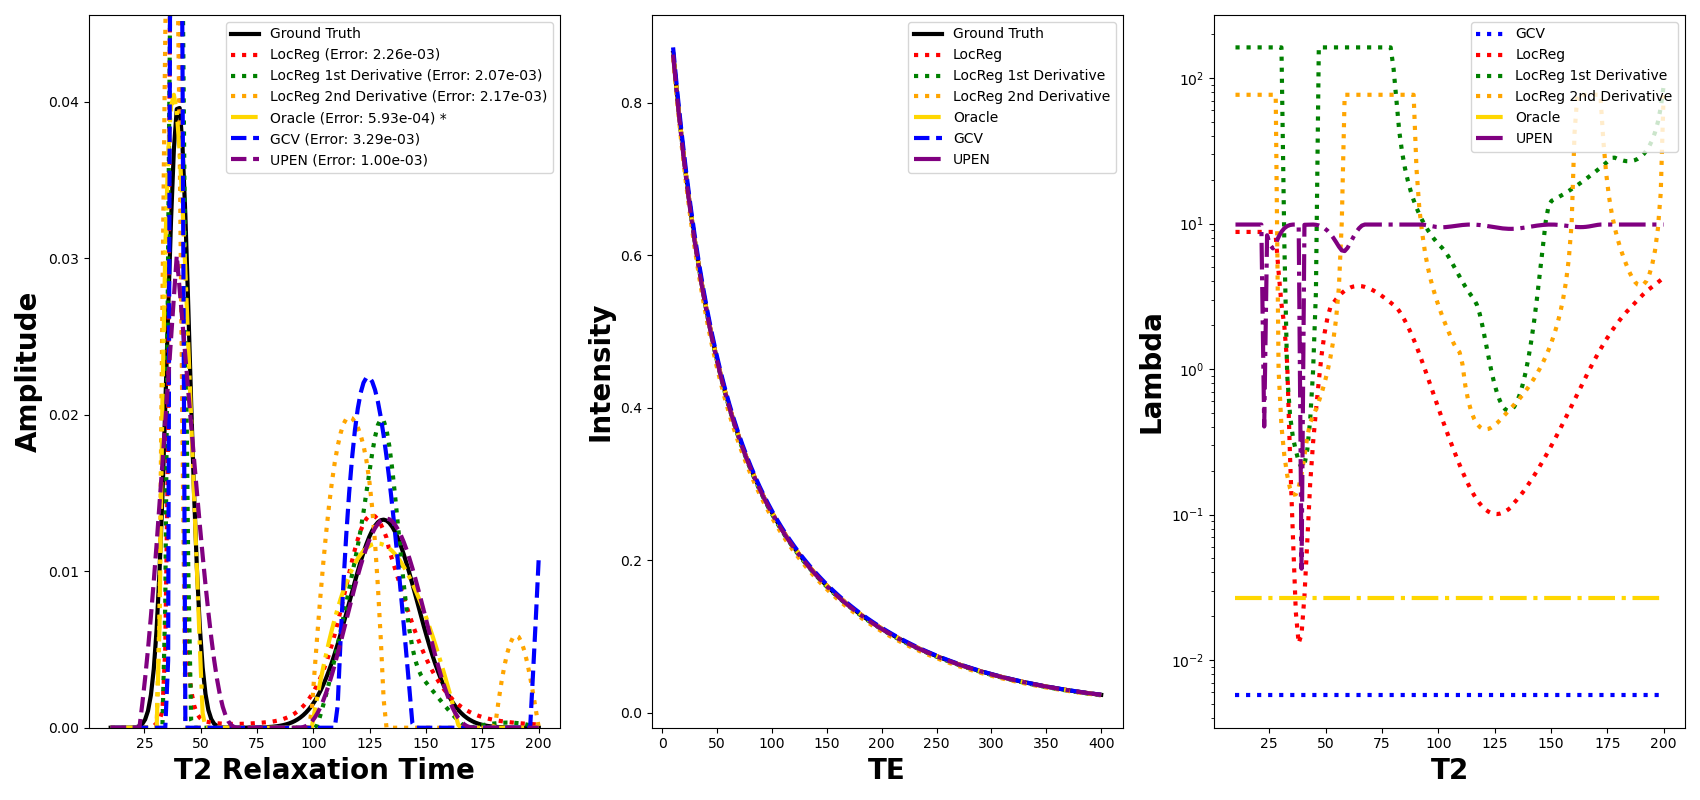 Amplitude
0.04
0.03
0.02
0.01
0.00
25 50 75 100 125 150 175 200
T2 Relaxation Time
Ground Truth
LocReg (Error: 2.26e-03)
LocReg 1st Derivative (Error: 2.07e-03)
LocReg 2nd Derivative (Error: 2.17e-03)
Oracle (Error: 5.93e-04) *
GCV (Error: 3.29e-03)
UPEN (Error: 1.00e-03)
Intensity
0.8
0.6
0.4
0.2
0.0
0 50 100 150 200 250 300 350 400
TE
Ground Truth
LocReg
LocReg 1st Derivative
LocReg 2nd Derivative
Oracle
GCV
UPEN
Lambda
10²
10¹
10⁰
10⁻¹
10⁻²
25 50 75 100 125 150 175 200
T2
GCV
LocReg
LocReg 1st Derivative
LocReg 2nd Derivative
Oracle
UPEN